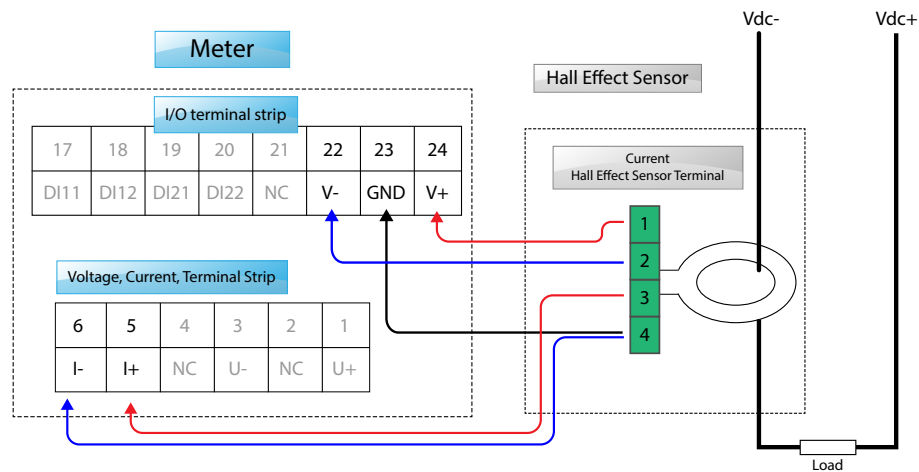 Vdc-
Vdc+
Meter
Hall Effect Sensor
I/O terminal strip
17 18 19 20 21 22 23 24
DI11 DI12 DI21 DI22 NC V- GND V+
Current
Hall Effect Sensor Terminal
1
2
3
4
Voltage, Current, Terminal Strip
6 5 4 3 2 1
I- I+ NC U- NC U+
Load